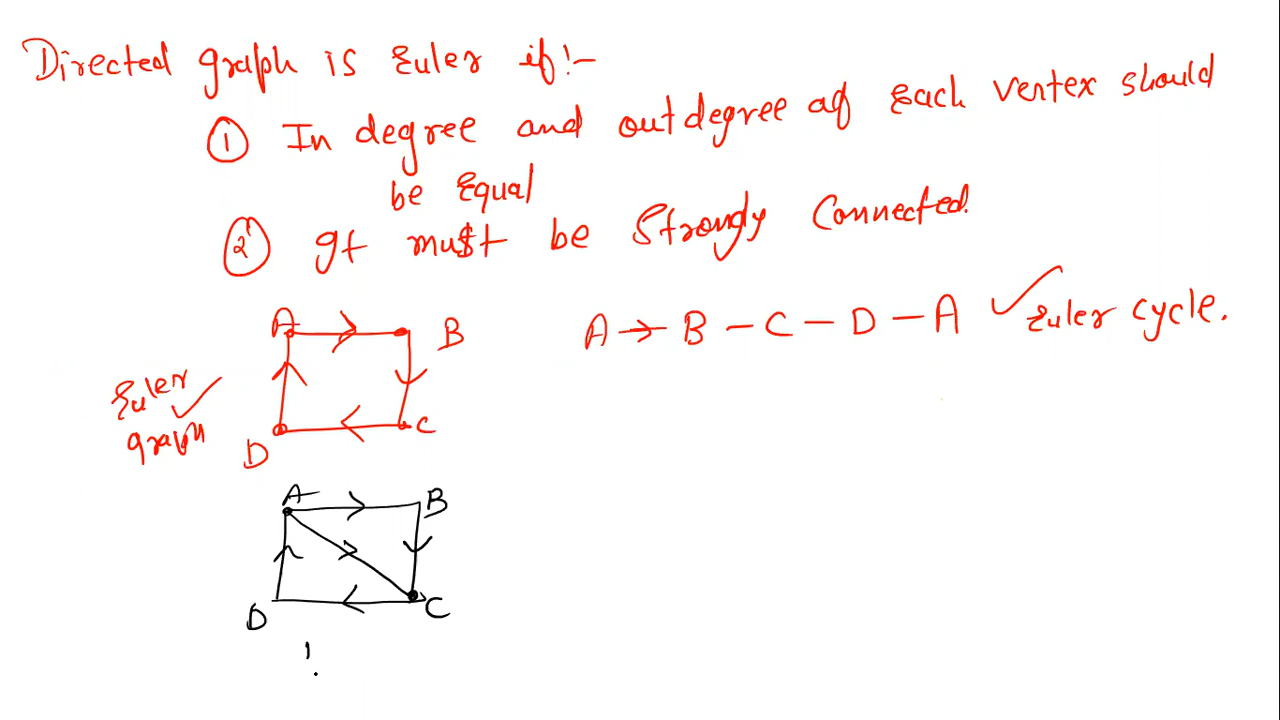 Directed graph is Euler if:-
① In degree and outdegree of Each vertex should
be Equal
② It must be Strongly Connected.
A B
A → B - C - D - A ✓ Euler cycle.
Euler ✓
graph
D C
A B
D C